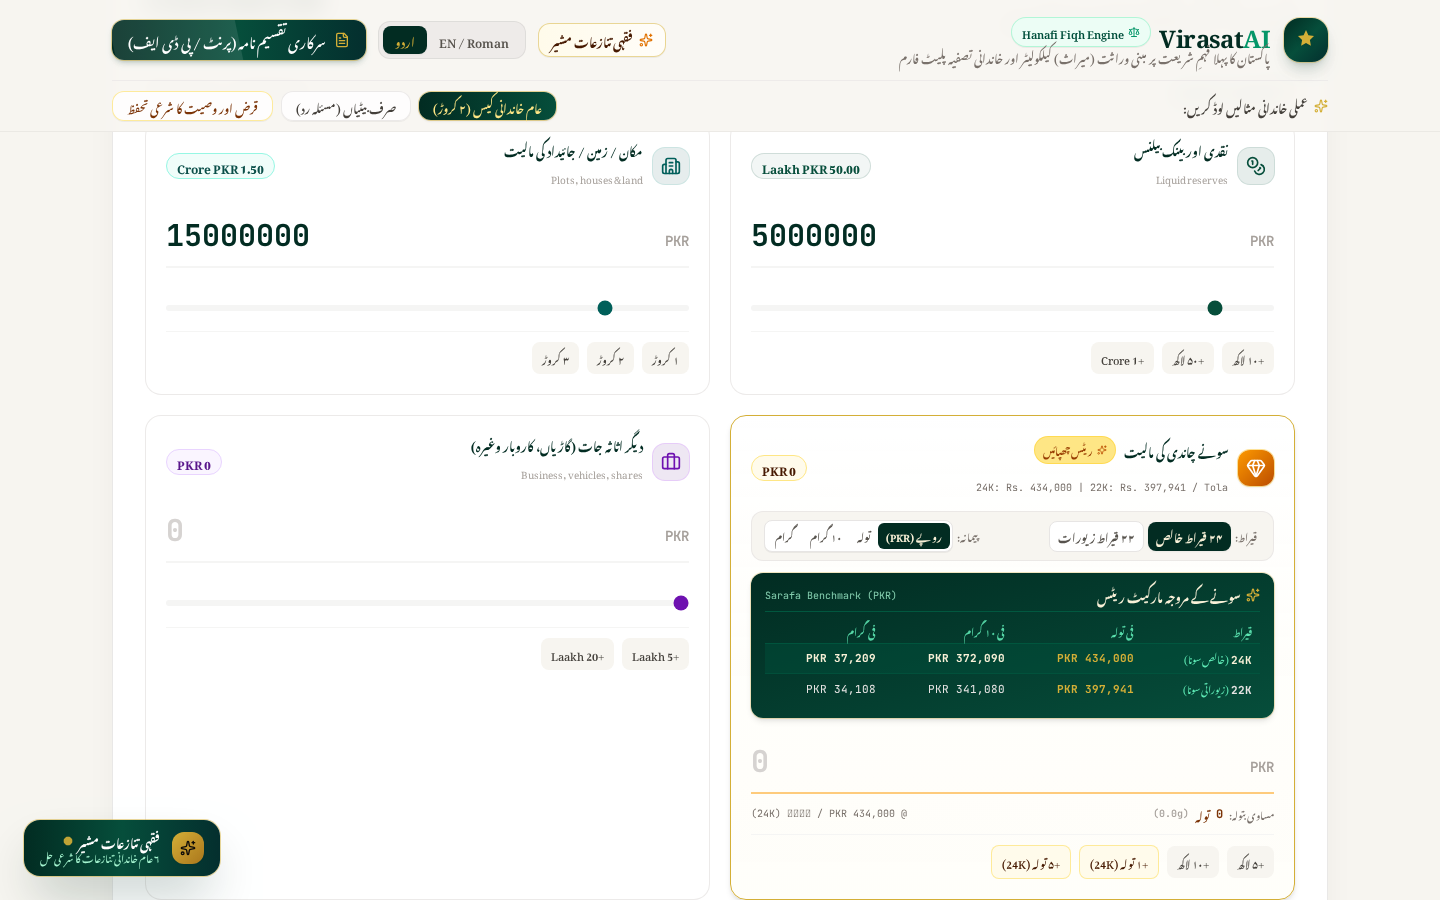 VirasatAI Hanafi Fiqh Engine
پاکستان کا پہلا فہمِ شریعت پر مبنی وراثت (میراث) کیلکولیٹر اور خاندانی تصفیہ پلیٹ فارم
فقہی تنازعات مشیر
EN / Roman
اردو
سرکاری تقسیم نامہ (پرنٹ / پی ڈی ایف)
عملی خاندانی مثالیں لوڈ کریں:
عام خاندانی کیس (۲ کروڑ)
صرف بیٹیاں (مسئلہ رد)
قرض اور وصیت کا شرعی تحفظ
نقدی اور بینک بیلنس
Liquid reserves
Laakh PKR 50.00
5000000
PKR
+۱۰ لاکھ
+۵۰ لاکھ
Crore 1+
مکان / زمین / جائیداد کی مالیت
Plots, houses & land
Crore PKR 1.50
15000000
PKR
۱ کروڑ
۲ کروڑ
۳ کروڑ
سونے چاندی کی مالیت
ریٹس چھپائیں
24K: Rs. 434,000 | 22K: Rs. 397,941 / Tola
PKR 0
قیراط:
۲۴ قیراط خالص
۲۲ قیراط زیورات
پیمانہ:
روپے (PKR)
تولہ
۱۰ گرام
گرام
سونے کے مروجہ مارکیٹ ریٹس
Sarafa Benchmark (PKR)
قیراط فی تولہ فی ۱۰ گرام فی گرام
24K (خالص سونا) PKR 434,000 PKR 372,090 PKR 37,209
22K (زیوراتی سونا) PKR 397,941 PKR 341,080 PKR 34,108
0
PKR
مساوی بتولہ: 0 تولہ (0.0g)
(24K) / PKR 434,000 @
+۵ لاکھ
+۱۰ لاکھ
+۱ تولہ (24K)
+۵ تولہ (24K)
دیگر اثاثہ جات (گاڑیاں، کاروبار وغیرہ)
Business, vehicles, shares
PKR 0
0
PKR
Laakh 5+
Laakh 20+
فقہی تنازعات مشیر
۶ عام خاندانی تنازعات کا شرعی حل